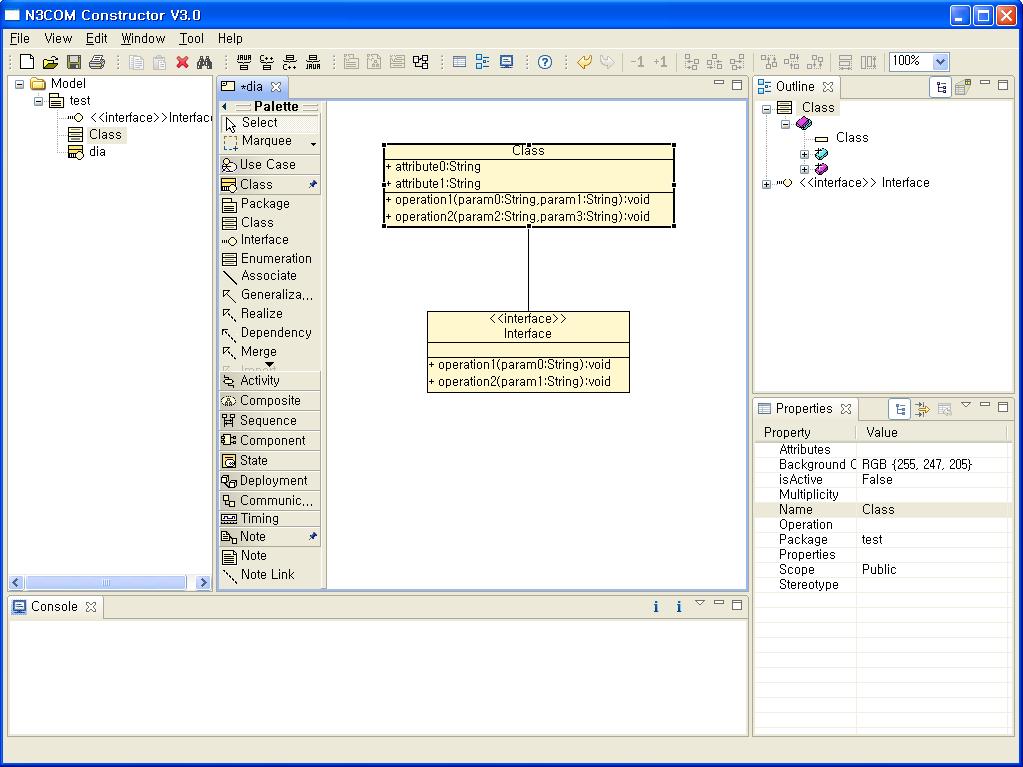 N3COM Constructor V3.0
File View Edit Window Tool Help
-1 +1 100%
Model
test
<<interface>>Interfac
Class
dia
*dia
Palette
Select
Marquee
Use Case
Class
Package
Class
Interface
Enumeration
Associate
Generaliza...
Realize
Dependency
Merge
Activity
Composite
Sequence
Component
State
Deployment
Communic...
Timing
Note
Note
Note Link
Class
+ attribute0:String
+ attribute1:String
+ operation1(param0:String,param1:String):void
+ operation2(param2:String,param3:String):void
<<interface>>
Interface
+ operation1(param0:String):void
+ operation2(param1:String):void
Outline
Class
Class
<<interface>> Interface
Properties
Property Value
Attributes
Background C RGB {255, 247, 205}
isActive False
Multiplicity
Name Class
Operation
Package test
Properties
Scope Public
Stereotype
Console